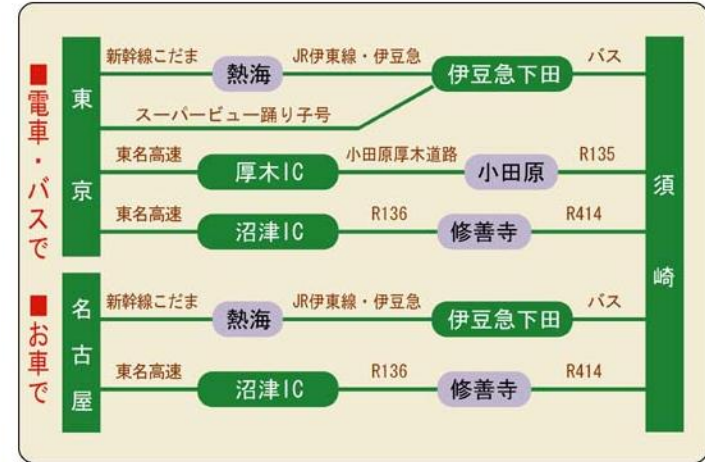 ■電車・バスで
■お車で
東京
新幹線こだま 熱海 JR伊東線・伊豆急 伊豆急下田 バス
スーパービュー踊り子号
東名高速 厚木IC 小田原厚木道路 小田原 R135
東名高速 沼津IC R136 修善寺 R414
名古屋
新幹線こだま 熱海 JR伊東線・伊豆急 伊豆急下田 バス
東名高速 沼津IC R136 修善寺 R414
須崎